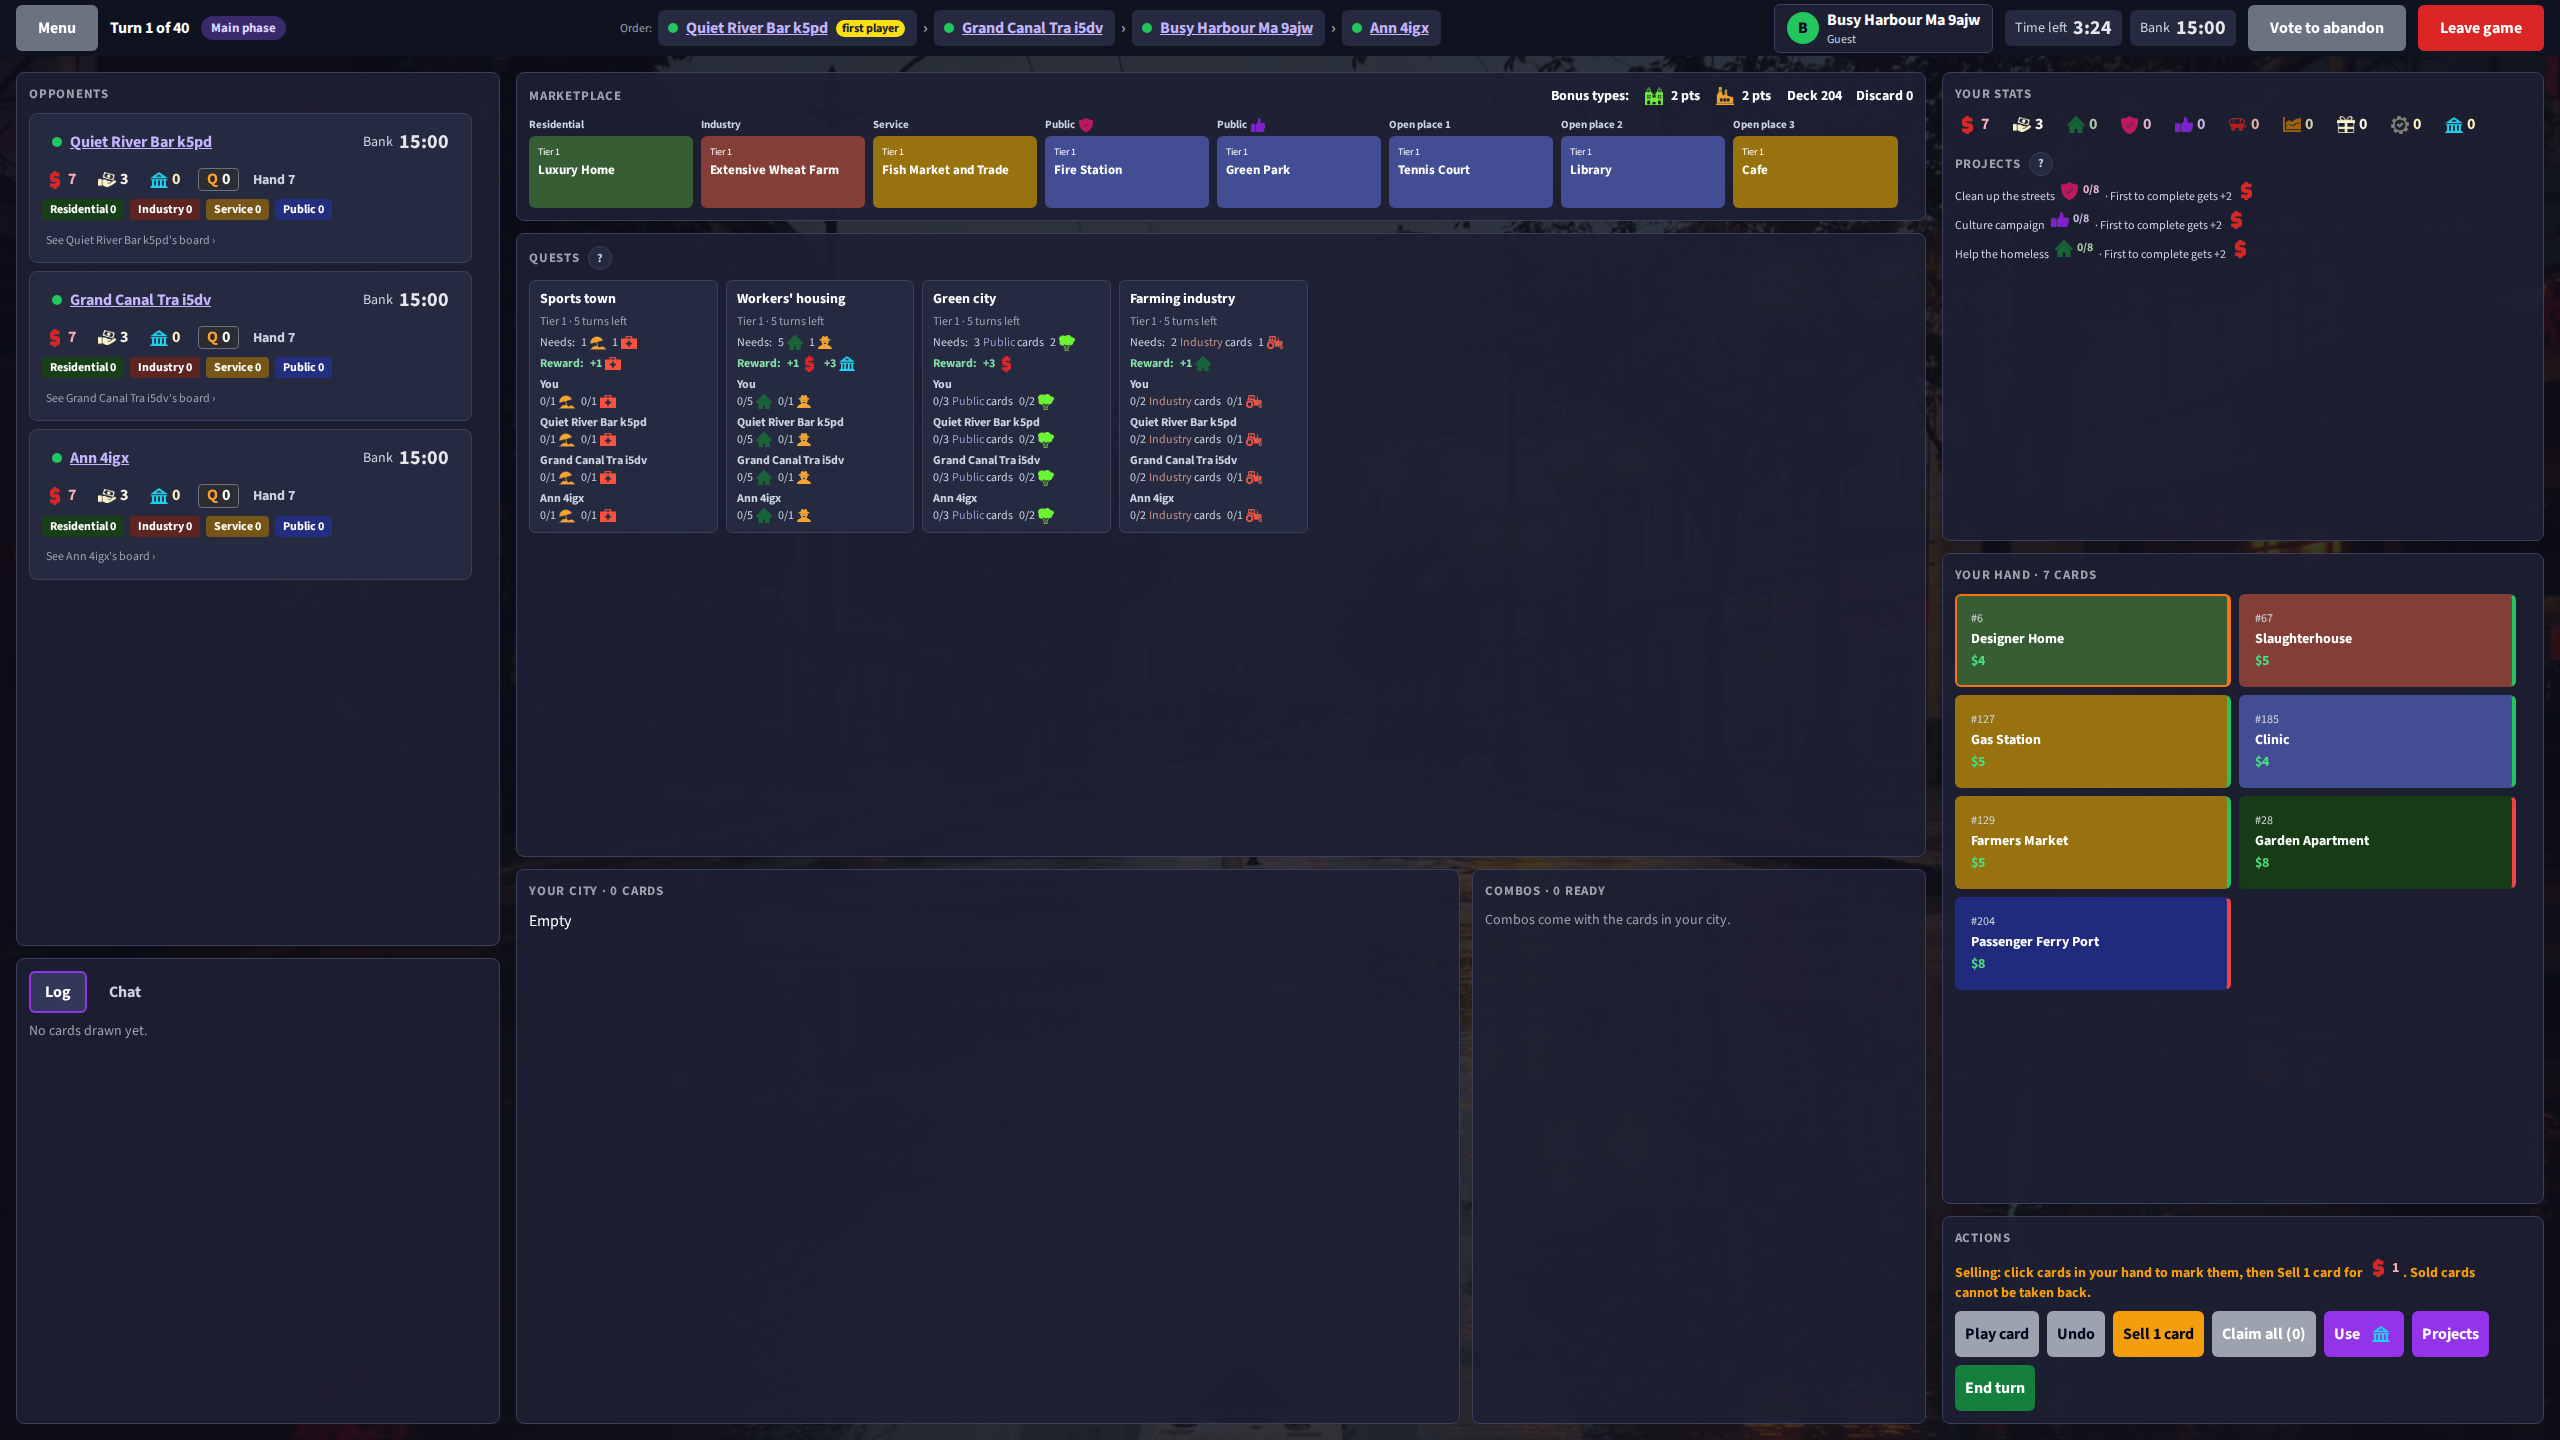 Menu
Turn 1 of 40
Main phase
Order:
Quiet River Bar k5pd first player › Grand Canal Tra i5dv › Busy Harbour Ma 9ajw › Ann 4igx
B
Busy Harbour Ma 9ajw
Guest
Time left 3:24
Bank 15:00
Vote to abandon
Leave game
OPPONENTS
Quiet River Bar k5pd Bank 15:00
7 3 0 Q 0 Hand 7
Residential 0 Industry 0 Service 0 Public 0
See Quiet River Bar k5pd's board ›
Grand Canal Tra i5dv Bank 15:00
7 3 0 Q 0 Hand 7
Residential 0 Industry 0 Service 0 Public 0
See Grand Canal Tra i5dv's board ›
Ann 4igx Bank 15:00
7 3 0 Q 0 Hand 7
Residential 0 Industry 0 Service 0 Public 0
See Ann 4igx's board ›
Log Chat
No cards drawn yet.
MARKETPLACE
Bonus types: 2 pts 2 pts Deck 204 Discard 0
Residential Industry Service Public Public Open place 1 Open place 2 Open place 3
Tier 1 Tier 1 Tier 1 Tier 1 Tier 1 Tier 1 Tier 1 Tier 1
Luxury Home Extensive Wheat Farm Fish Market and Trade Fire Station Green Park Tennis Court Library Cafe
QUESTS ?
Sports town
Tier 1 · 5 turns left
Needs: 1 1
Reward: +1
You
0/1 0/1
Quiet River Bar k5pd
0/1 0/1
Grand Canal Tra i5dv
0/1 0/1
Ann 4igx
0/1 0/1
Workers' housing
Tier 1 · 5 turns left
Needs: 5 1
Reward: +1 +3
You
0/5 0/1
Quiet River Bar k5pd
0/5 0/1
Grand Canal Tra i5dv
0/5 0/1
Ann 4igx
0/5 0/1
Green city
Tier 1 · 5 turns left
Needs: 3 Public cards 2
Reward: +3
You
0/3 Public cards 0/2
Quiet River Bar k5pd
0/3 Public cards 0/2
Grand Canal Tra i5dv
0/3 Public cards 0/2
Ann 4igx
0/3 Public cards 0/2
Farming industry
Tier 1 · 5 turns left
Needs: 2 Industry cards 1
Reward: +1
You
0/2 Industry cards 0/1
Quiet River Bar k5pd
0/2 Industry cards 0/1
Grand Canal Tra i5dv
0/2 Industry cards 0/1
Ann 4igx
0/2 Industry cards 0/1
YOUR CITY · 0 CARDS
Empty
COMBOS · 0 READY
Combos come with the cards in your city.
YOUR STATS
7 3 0 0 0 0 0 0 0 0
PROJECTS ?
Clean up the streets 0/8 · First to complete gets +2
Culture campaign 0/8 · First to complete gets +2
Help the homeless 0/8 · First to complete gets +2
YOUR HAND · 7 CARDS
#6
Designer Home
$4
#67
Slaughterhouse
$5
#127
Gas Station
$5
#185
Clinic
$4
#129
Farmers Market
$5
#28
Garden Apartment
$8
#204
Passenger Ferry Port
$8
ACTIONS
Selling: click cards in your hand to mark them, then Sell 1 card for 1 . Sold cards
cannot be taken back.
Play card Undo Sell 1 card Claim all (0) Use Projects
End turn